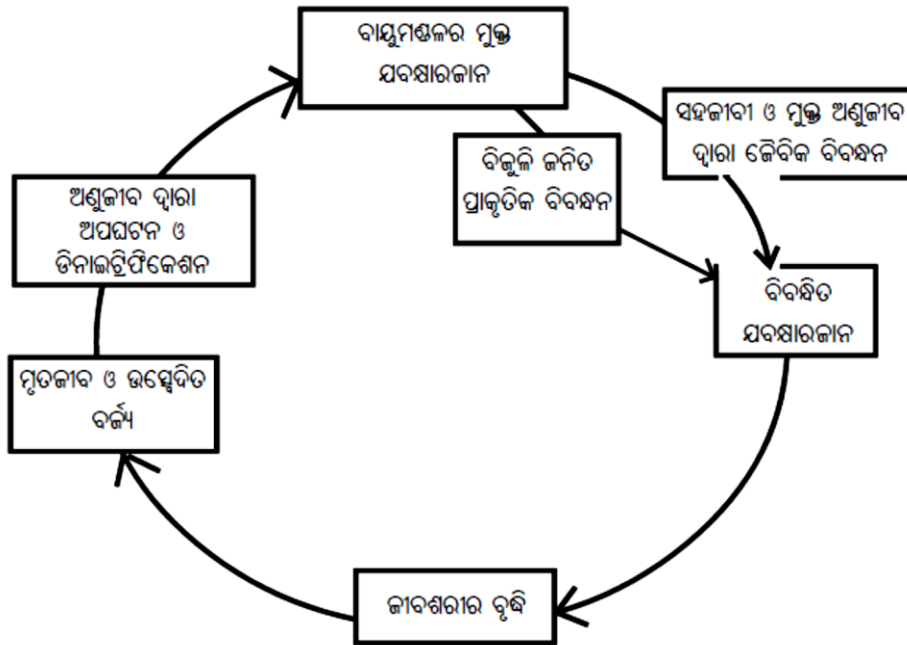 ବାୟୁମଣ୍ଡଳର ମୁକ୍ତ
ଯବକ୍ଷାରଜାନ
ସହଜୀବୀ ଓ ମୁକ୍ତ ଅଣୁଜୀବ
ଦ୍ୱାରା ଜୈବିକ ବିବନ୍ଧନ
ବିଜୁଳି ଜନିତ
ପ୍ରାକୃତିକ ବିବନ୍ଧନ
ବିବନ୍ଧିତ
ଯବକ୍ଷାରଜାନ
ଜୀବଶରୀର ବୃଦ୍ଧି
ମୃତଜୀବ ଓ ଉତ୍ସ୍ବେଦିତ
ବର୍ଜ୍ୟ
ଅଣୁଜୀବ ଦ୍ୱାରା
ଅପଘଟନ ଓ
ଡିନାଇଟ୍ରିଫିକେଶନ